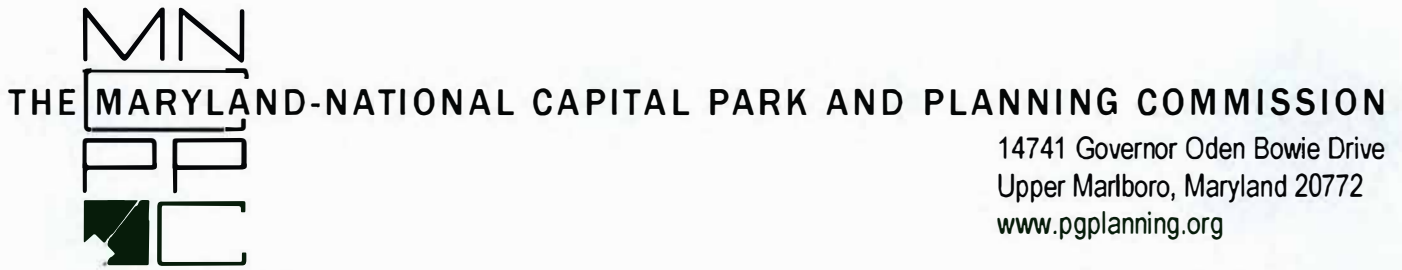 MN
THE MARYLAND-NATIONAL CAPITAL PARK AND PLANNING COMMISSION
PP
C
14741 Governor Oden Bowie Drive
Upper Marlboro, Maryland 20772
www.pgplanning.org